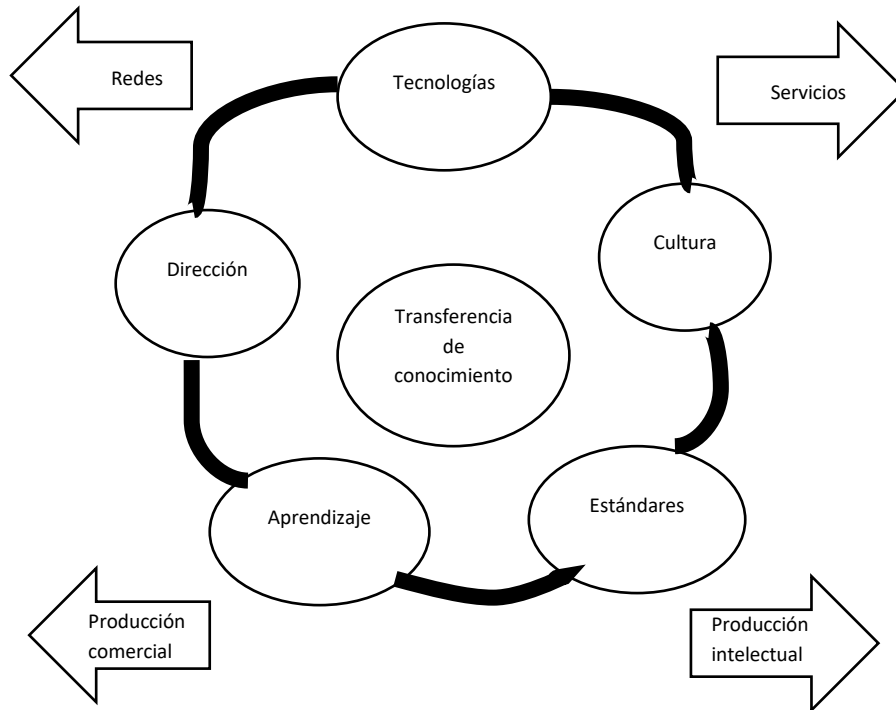 Redes
Tecnologías
Servicios
Dirección
Cultura
Transferencia
de
conocimiento
Aprendizaje
Estándares
Producción
comercial
Producción
intelectual